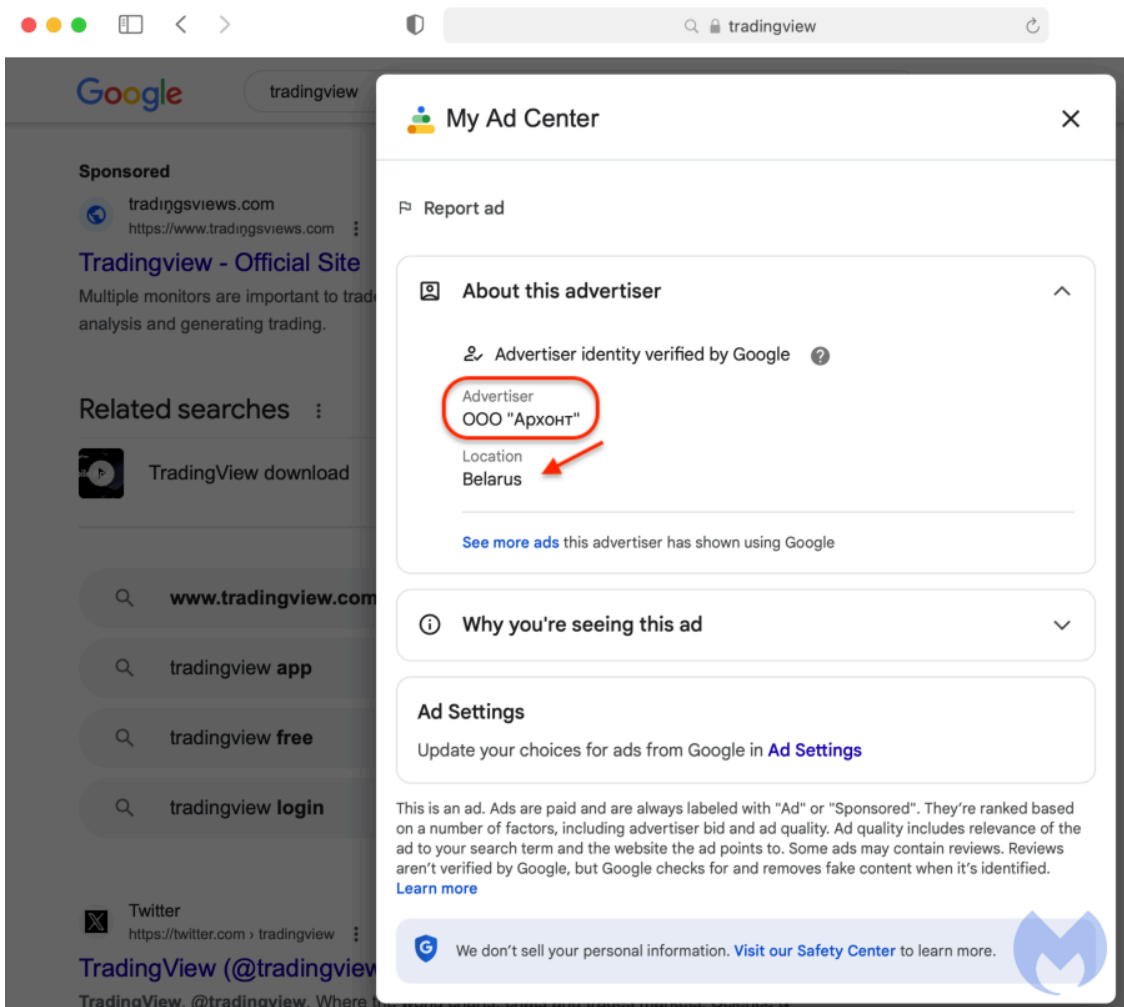 tradingview
Google
tradingview
My Ad Center
Sponsored
tradıņgsvıews.com
https://www.tradıņgsvıews.com
Report ad
Tradingview - Official Site
Multiple monitors are important to trad
analysis and generating trading.
About this advertiser
Advertiser identity verified by Google
Advertiser
ООО "Архонт"
Location
Belarus
See more ads this advertiser has shown using Google
Related searches
TradingView download
www.tradingview.com
tradingview app
tradingview free
tradingview login
Why you're seeing this ad
Ad Settings
Update your choices for ads from Google in Ad Settings
This is an ad. Ads are paid and are always labeled with "Ad" or "Sponsored". They're ranked based
on a number of factors, including advertiser bid and ad quality. Ad quality includes relevance of the
ad to your search term and the website the ad points to. Some ads may contain reviews. Reviews
aren't verified by Google, but Google checks for and removes fake content when it's identified.
Learn more
Twitter
https://twitter.com › tradingview
TradingView (@tradingview
We don't sell your personal information. Visit our Safety Center to learn more.
TradingView. @tradingview. Where